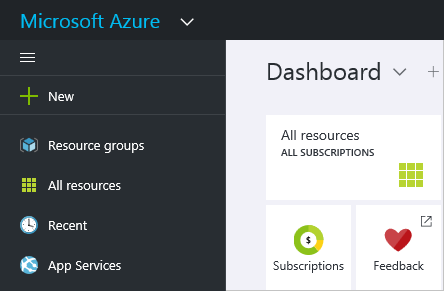 Microsoft Azure
New
Resource groups
All resources
Recent
App Services
Dashboard
All resources
ALL SUBSCRIPTIONS
$
Subscriptions
Feedback